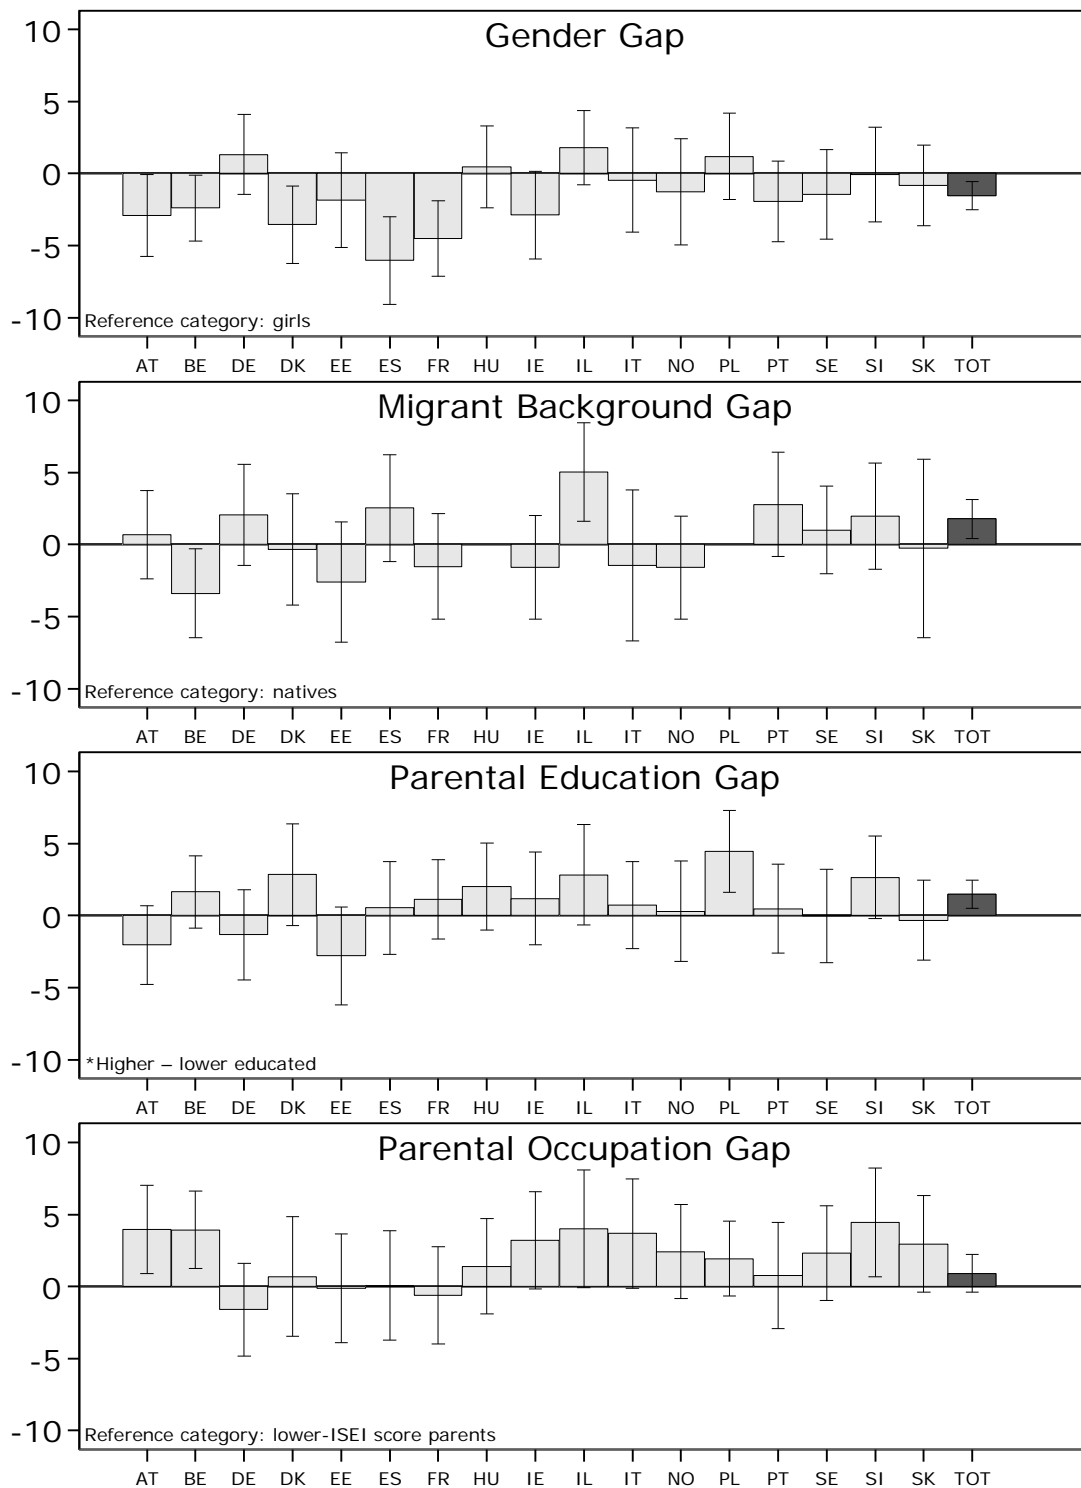 Gender Gap
10
5
0
-5
-10
Reference category: girls
AT BE DE DK EE ES FR HU IE IL IT NO PL PT SE SI SK TOT
Migrant Background Gap
10
5
0
-5
-10
Reference category: natives
AT BE DE DK EE ES FR HU IE IL IT NO PL PT SE SI SK TOT
Parental Education Gap
10
5
0
-5
-10
*Higher – lower educated
AT BE DE DK EE ES FR HU IE IL IT NO PL PT SE SI SK TOT
Parental Occupation Gap
10
5
0
-5
-10
Reference category: lower-ISEI score parents
AT BE DE DK EE ES FR HU IE IL IT NO PL PT SE SI SK TOT